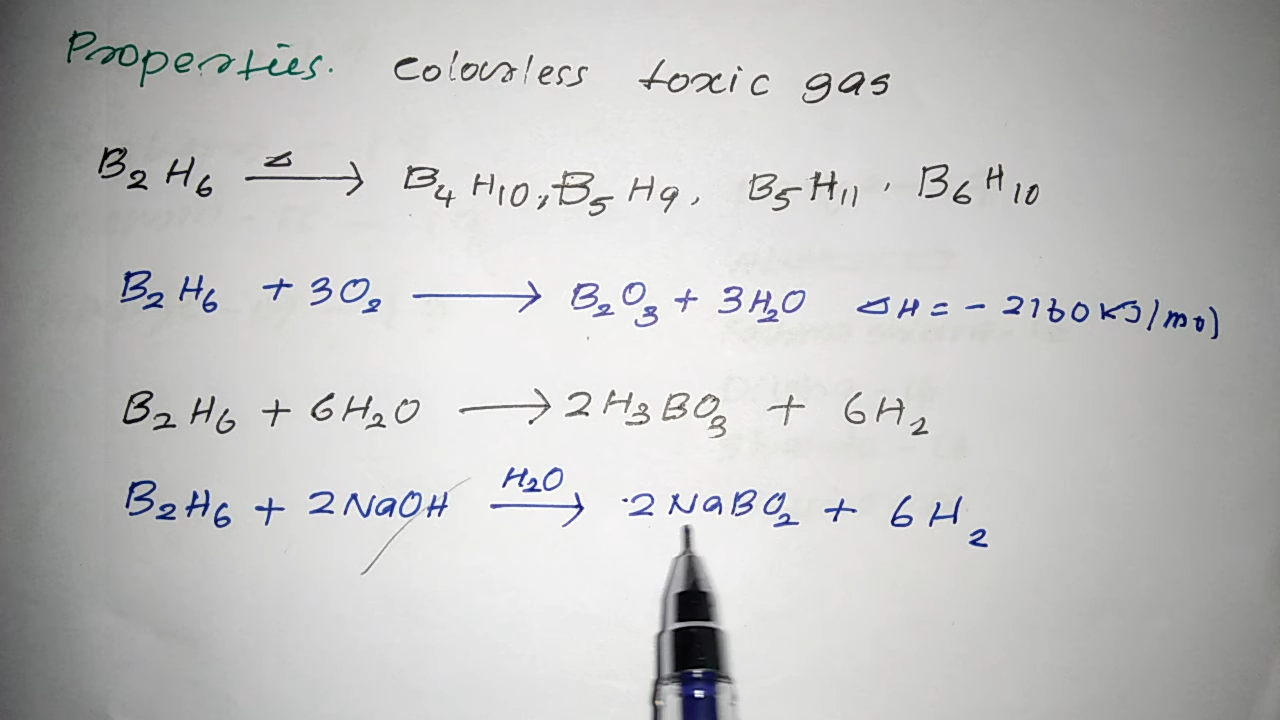 Properties. Colourless toxic gas
B₂H₆ —Δ→ B₄H₁₀, B₅H₉, B₅H₁₁, B₆H₁₀
B₂H₆ + 3O₂ → B₂O₃ + 3H₂O ΔH = - 2160 KJ/mol
B₂H₆ + 6H₂O → 2H₃BO₃ + 6H₂
B₂H₆ + 2NaOH —H₂O→ 2NaBO₂ + 6H₂